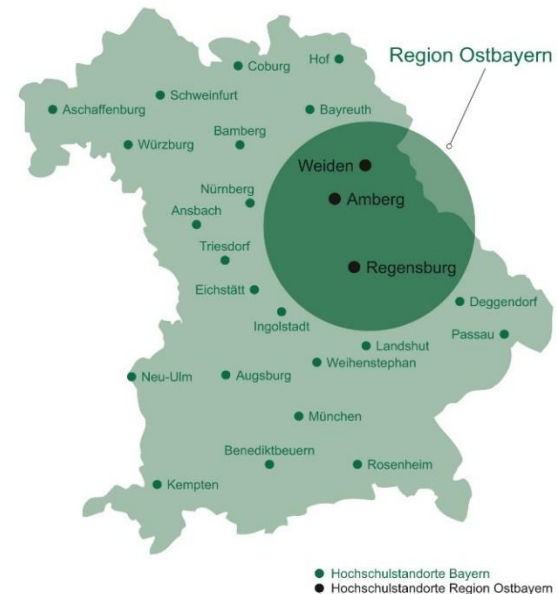 Region Ostbayern
Hof
Coburg
Schweinfurt
Aschaffenburg
Bayreuth
Bamberg
Würzburg
Weiden
Nürnberg
Amberg
Ansbach
Triesdorf
Regensburg
Eichstätt
Deggendorf
Ingolstadt
Passau
Landshut
Weihenstephan
Neu-Ulm
Augsburg
München
Benediktbeuern
Rosenheim
Kempten
Hochschulstandorte Bayern
Hochschulstandorte Region Ostbayern